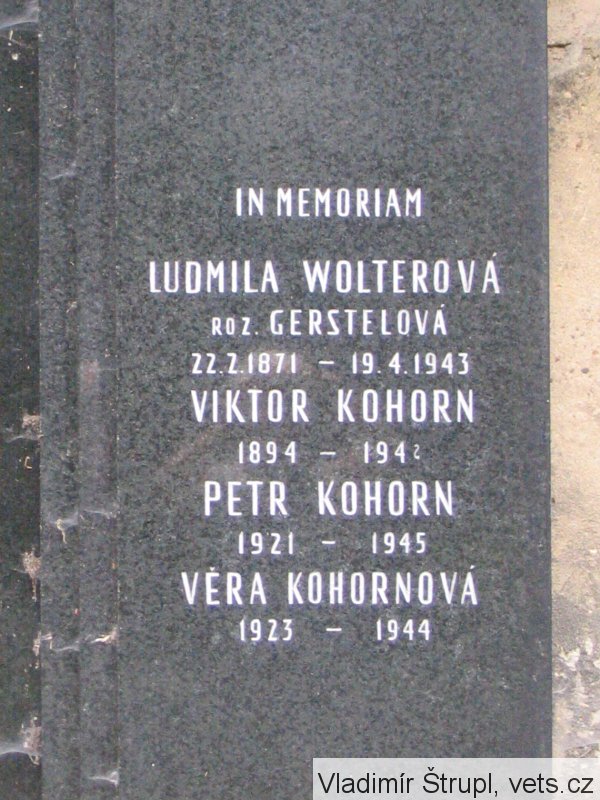 IN MEMORIAM
LUDMILA WOLTEROVÁ
ROZ. GERSTELOVÁ
22.2.1871 – 19.4.1943
VIKTOR KOHORN
1894 – 1942
PETR KOHORN
1921 – 1945
VĚRA KOHORNOVÁ
1923 – 1944
Vladimír Štrupl, vets.cz